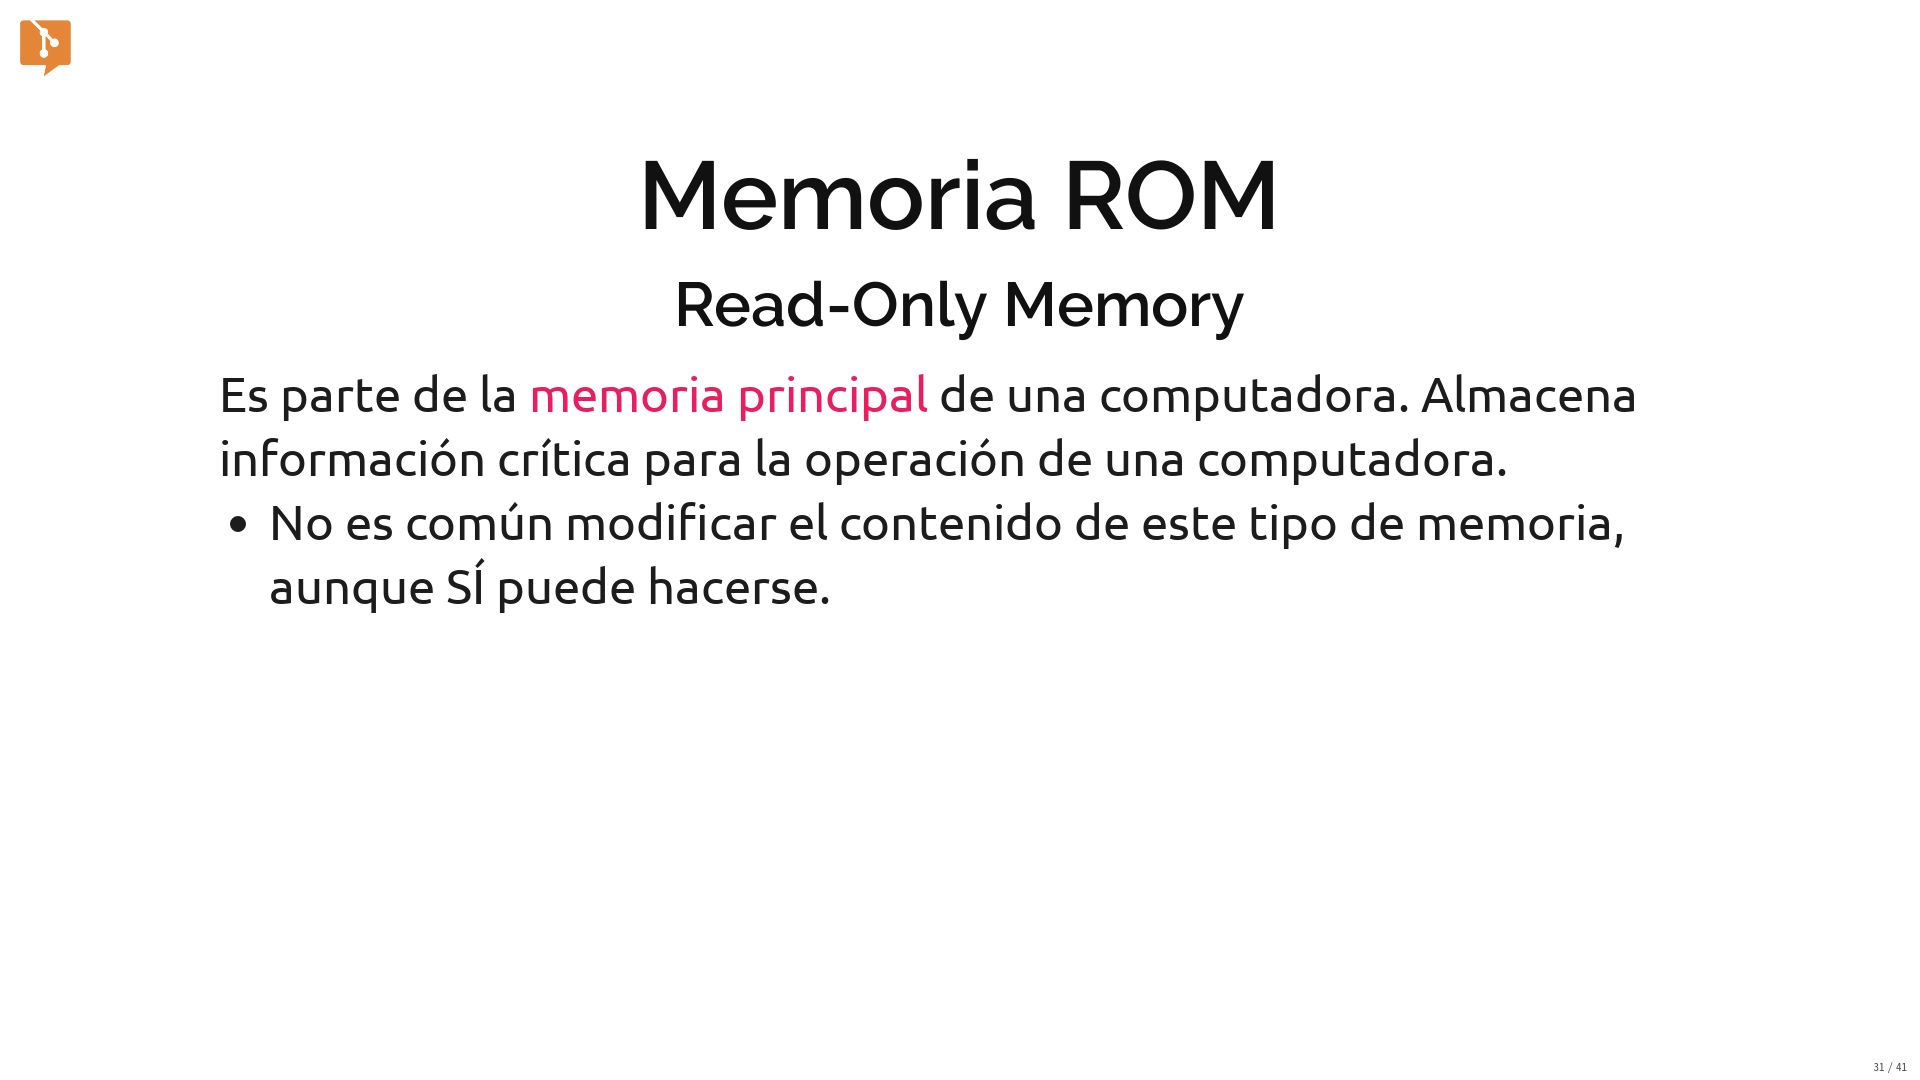 Memoria ROM
Read-Only Memory
Es parte de la memoria principal de una computadora. Almacena
información crítica para la operación de una computadora.
• No es común modificar el contenido de este tipo de memoria,
aunque SÍ puede hacerse.
31 / 41